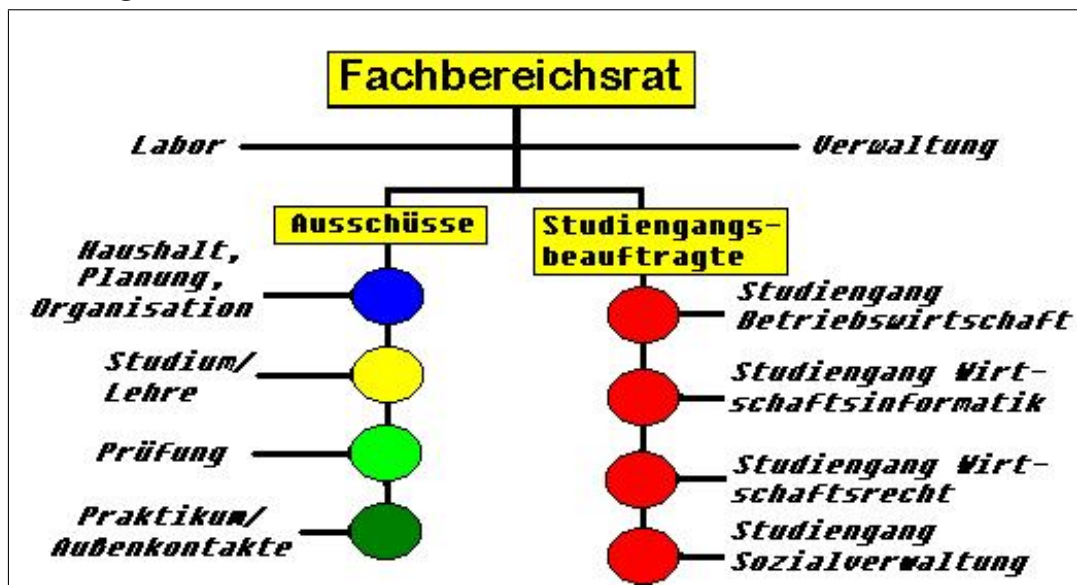 Fachbereichsrat
Labor
Verwaltung
Ausschüsse
Haushalt,
Planung,
Organisation
Studium/
Lehre
Prüfung
Praktikum/
Außenkontakte
Studiengangs-
beauftragte
Studiengang
Betriebswirtschaft
Studiengang Wirt-
schaftsinformatik
Studiengang Wirt-
schaftsrecht
Studiengang
Sozialverwaltung